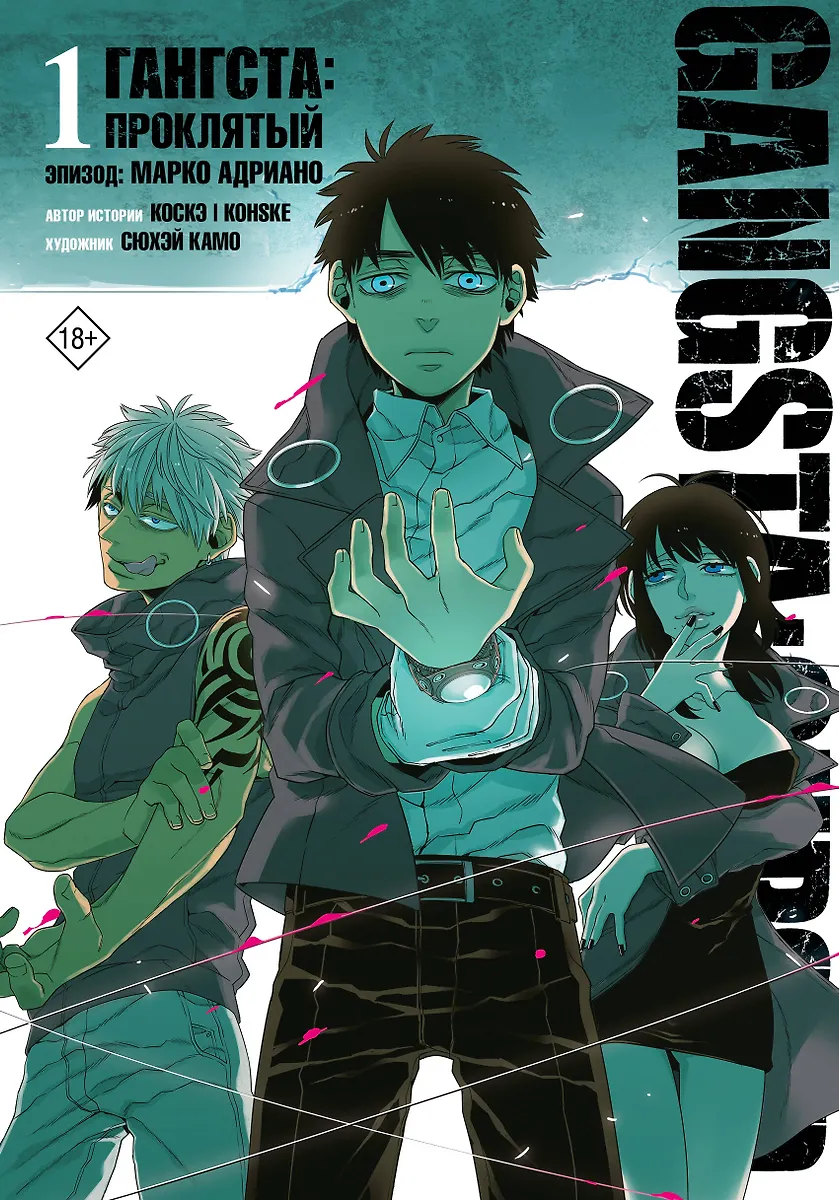 1
ГАНГСТА:
ПРОКЛЯТЫЙ
ЭПИЗОД: МАРКО АДРИАНО
АВТОР ИСТОРИИ КОСКЭ | KOHSKE
ХУДОЖНИК СЮХЭЙ КАМО
18+
GANGSTA.:CURSED